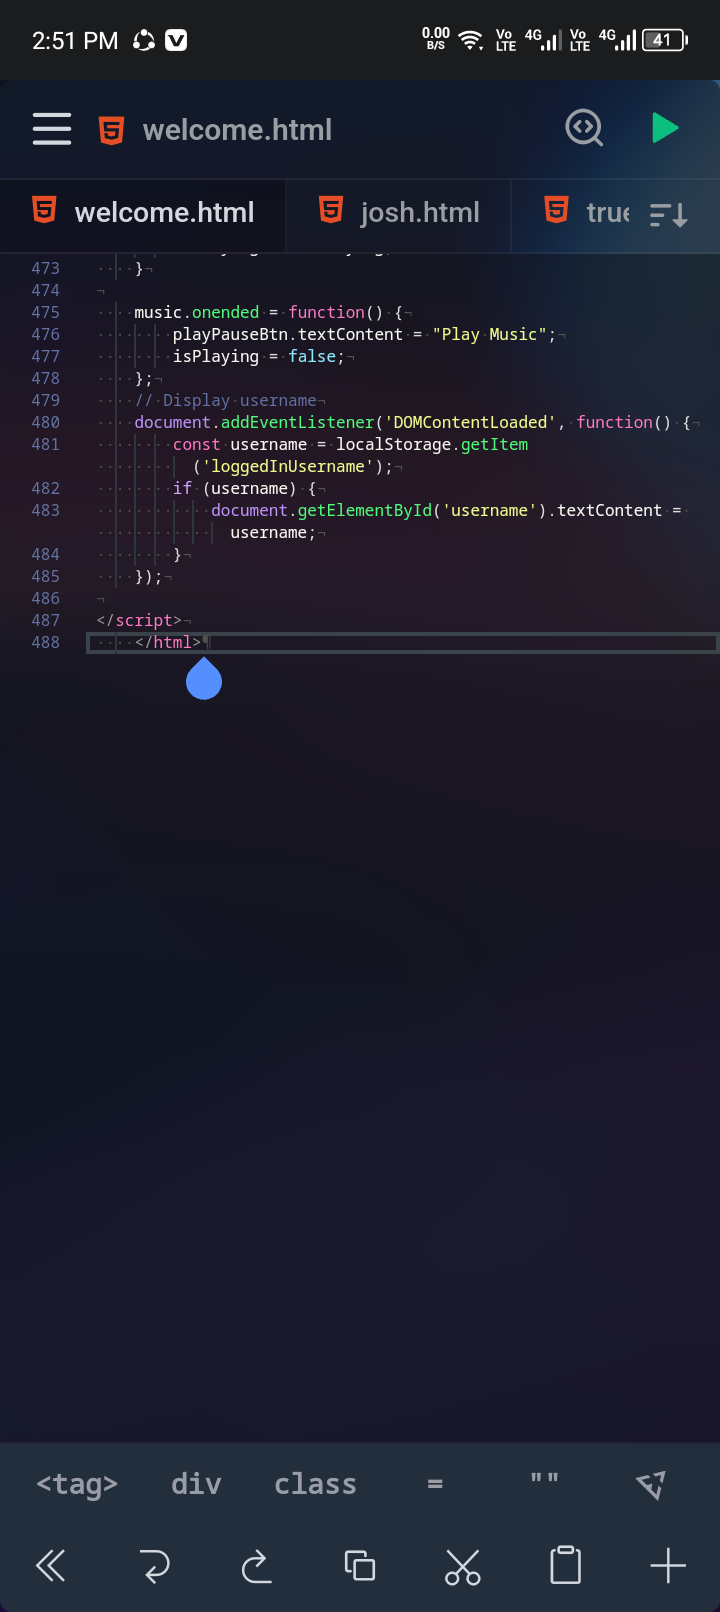 2:51 PM
0.00 B/S
Vo LTE 4G Vo LTE 4G 41
welcome.html
welcome.html josh.html true
473 }
474
475 music.onended = function() {
476 playPauseBtn.textContent = "Play Music";
477 isPlaying = false;
478 };
479 // Display username
480 document.addEventListener('DOMContentLoaded', function() {
481 const username = localStorage.getItem
('loggedInUsername');
482 if (username) {
483 document.getElementById('username').textContent =
username;
484 }
485 });
486
487 </script>
488 </html>
<tag> div class = ""